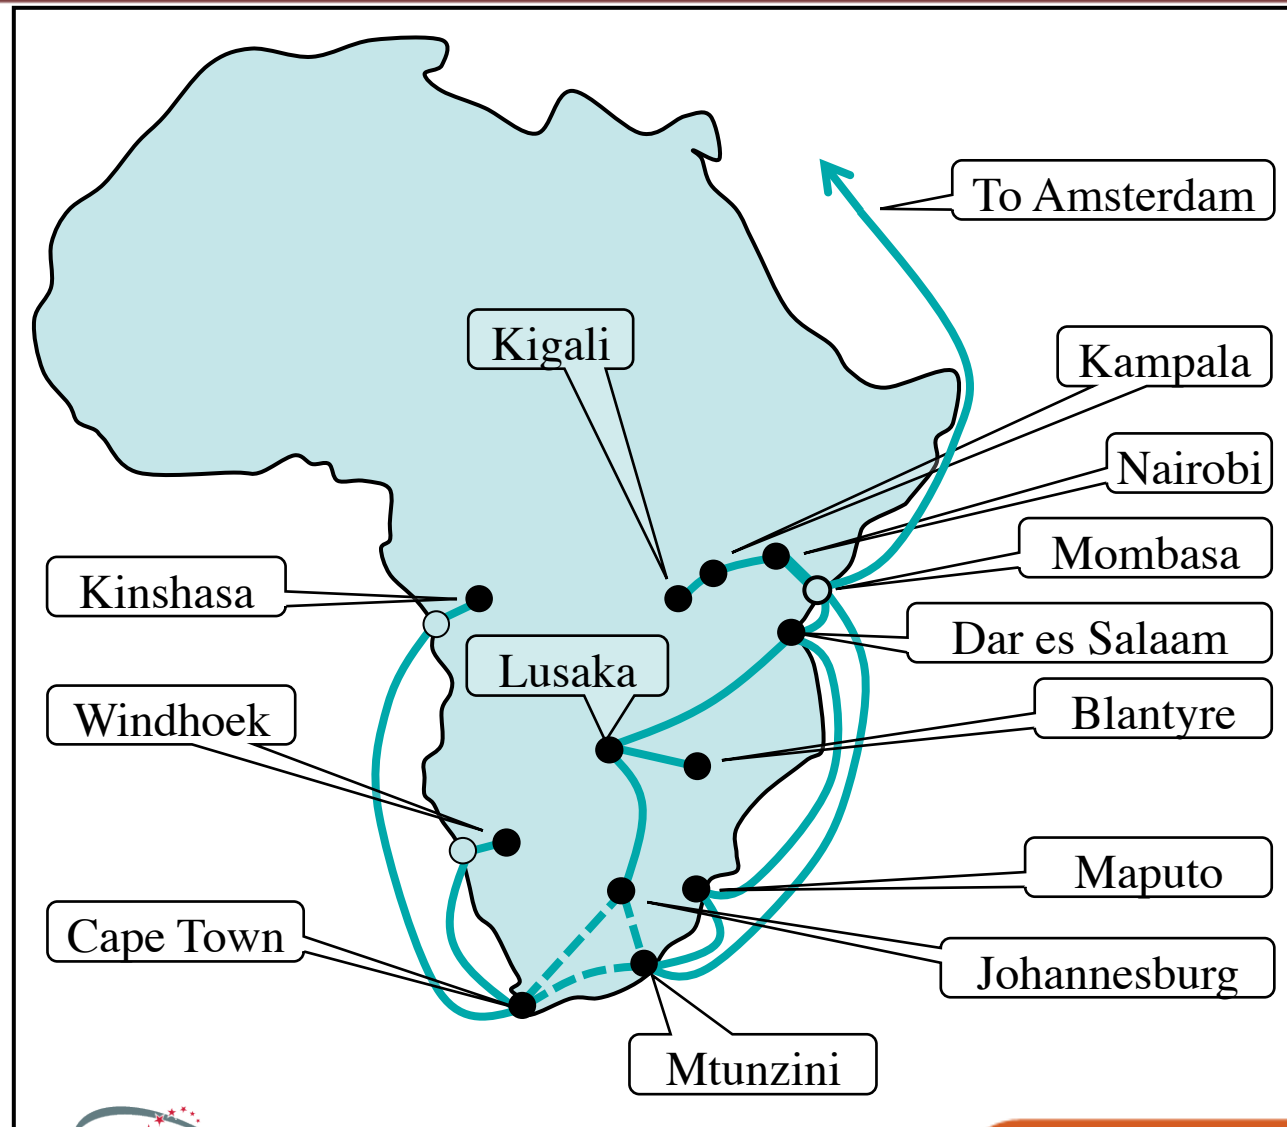 To Amsterdam
Kigali
Kampala
Nairobi
Mombasa
Kinshasa
Dar es Salaam
Lusaka
Windhoek
Blantyre
Maputo
Cape Town
Johannesburg
Mtunzini